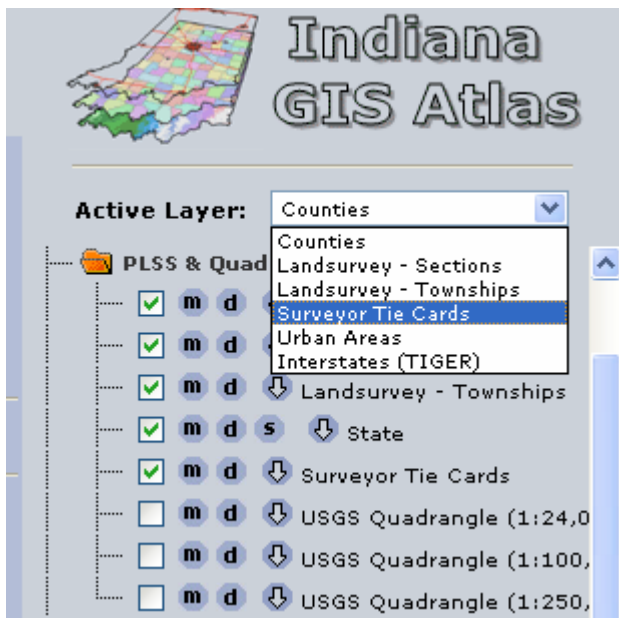 Indiana
GIS Atlas
Active Layer: Counties
Counties
PLSS & Quad
Landsurvey - Sections
Landsurvey - Townships
m d Surveyor Tie Cards
Urban Areas
m d
Interstates (TIGER)
m d Landsurvey - Townships
m d s State
m d Surveyor Tie Cards
m d USGS Quadrangle (1:24,0
m d USGS Quadrangle (1:100,
m d USGS Quadrangle (1:250,